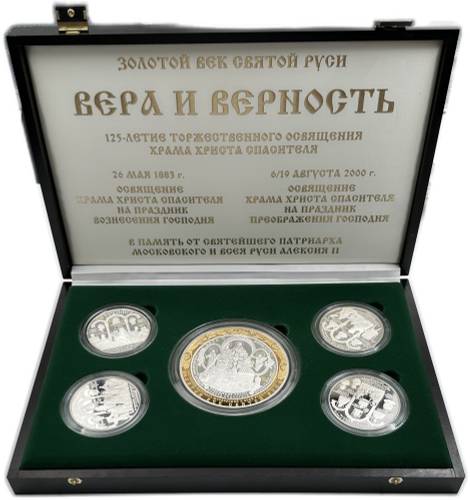 ЗОЛОТОЙ ВЕК СВЯТОЙ РУСИ
ВЕРА И ВЕРНОСТЬ
125-ЛЕТИЕ ТОРЖЕСТВЕННОГО ОСВЯЩЕНИЯ
ХРАМА ХРИСТА СПАСИТЕЛЯ
26 МАЯ 1883 г.
ОСВЯЩЕНИЕ
ХРАМА ХРИСТА СПАСИТЕЛЯ
НА ПРАЗДНИК
ВОЗНЕСЕНИЯ ГОСПОДНЯ
6/19 АВГУСТА 2000 г.
ОСВЯЩЕНИЕ
ХРАМА ХРИСТА СПАСИТЕЛЯ
НА ПРАЗДНИК
ПРЕОБРАЖЕНИЯ ГОСПОДНЯ
В ПАМЯТЬ ОТ СВЯТЕЙШЕГО ПАТРИАРХА
МОСКОВСКОГО И ВСЕЯ РУСИ АЛЕКСИЯ II